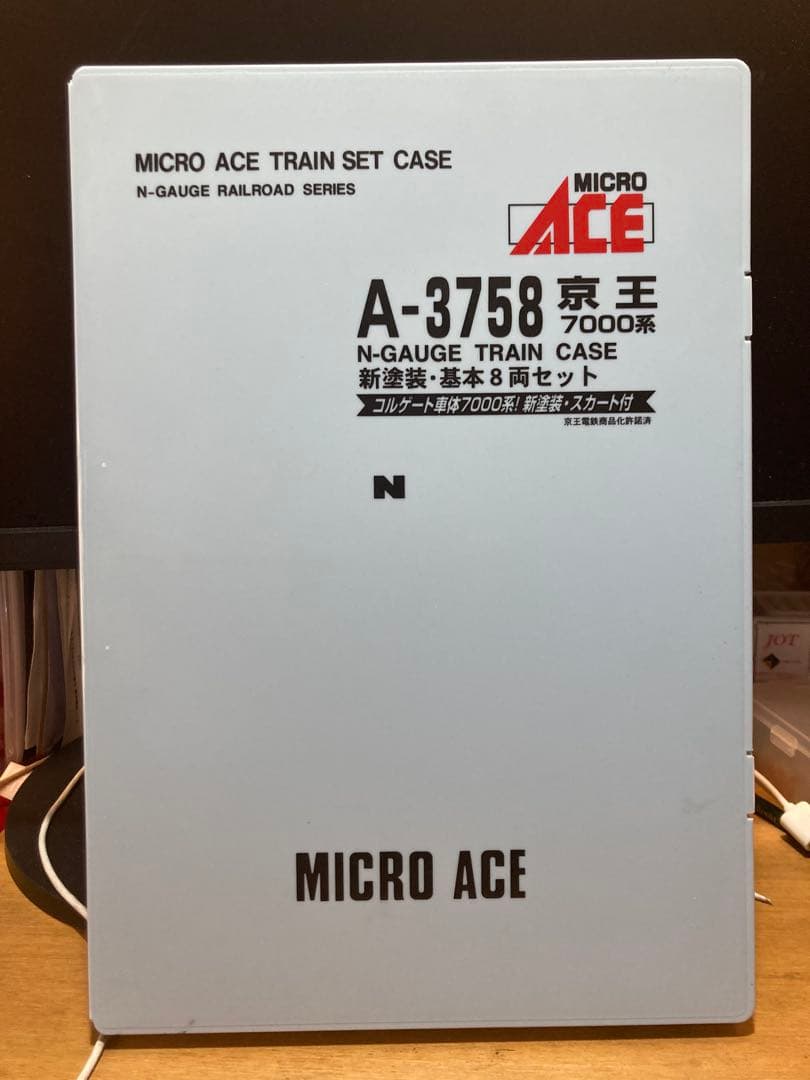 MICRO ACE TRAIN SET CASE
N-GAUGE RAILROAD SERIES
MICRO
ACE
A-3758 京王
7000系
N-GAUGE TRAIN CASE
新塗装・基本8両セット
コルゲート車体7000系! 新塗装・スカート付
京王電鉄商品化許諾済
N
MICRO ACE
JOT